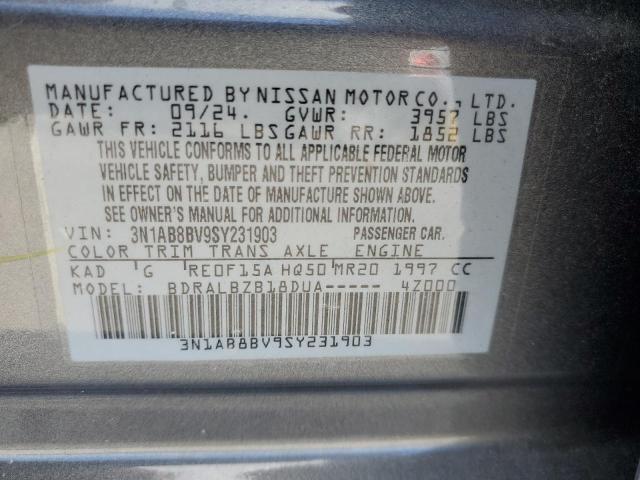 MANUFACTURED BY NISSAN MOTOR CO., LTD.
DATE: 09/24. GVWR: 3957 LBS
GAWR FR: 2116 LBS GAWR RR: 1852 LBS
THIS VEHICLE CONFORMS TO ALL APPLICABLE FEDERAL MOTOR
VEHICLE SAFETY, BUMPER AND THEFT PREVENTION STANDARDS
IN EFFECT ON THE DATE OF MANUFACTURE SHOWN ABOVE.
SEE OWNER'S MANUAL FOR ADDITIONAL INFORMATION.
VIN: 3N1AB8BV9SY231903 PASSENGER CAR.
COLOR TRIM TRANS AXLE ENGINE
KAD G RE0F15A HQ50 MR20 1997 CC
MODEL: BDRALBZB18DUA----- 4Z000
3N1AB8BV9SY231903